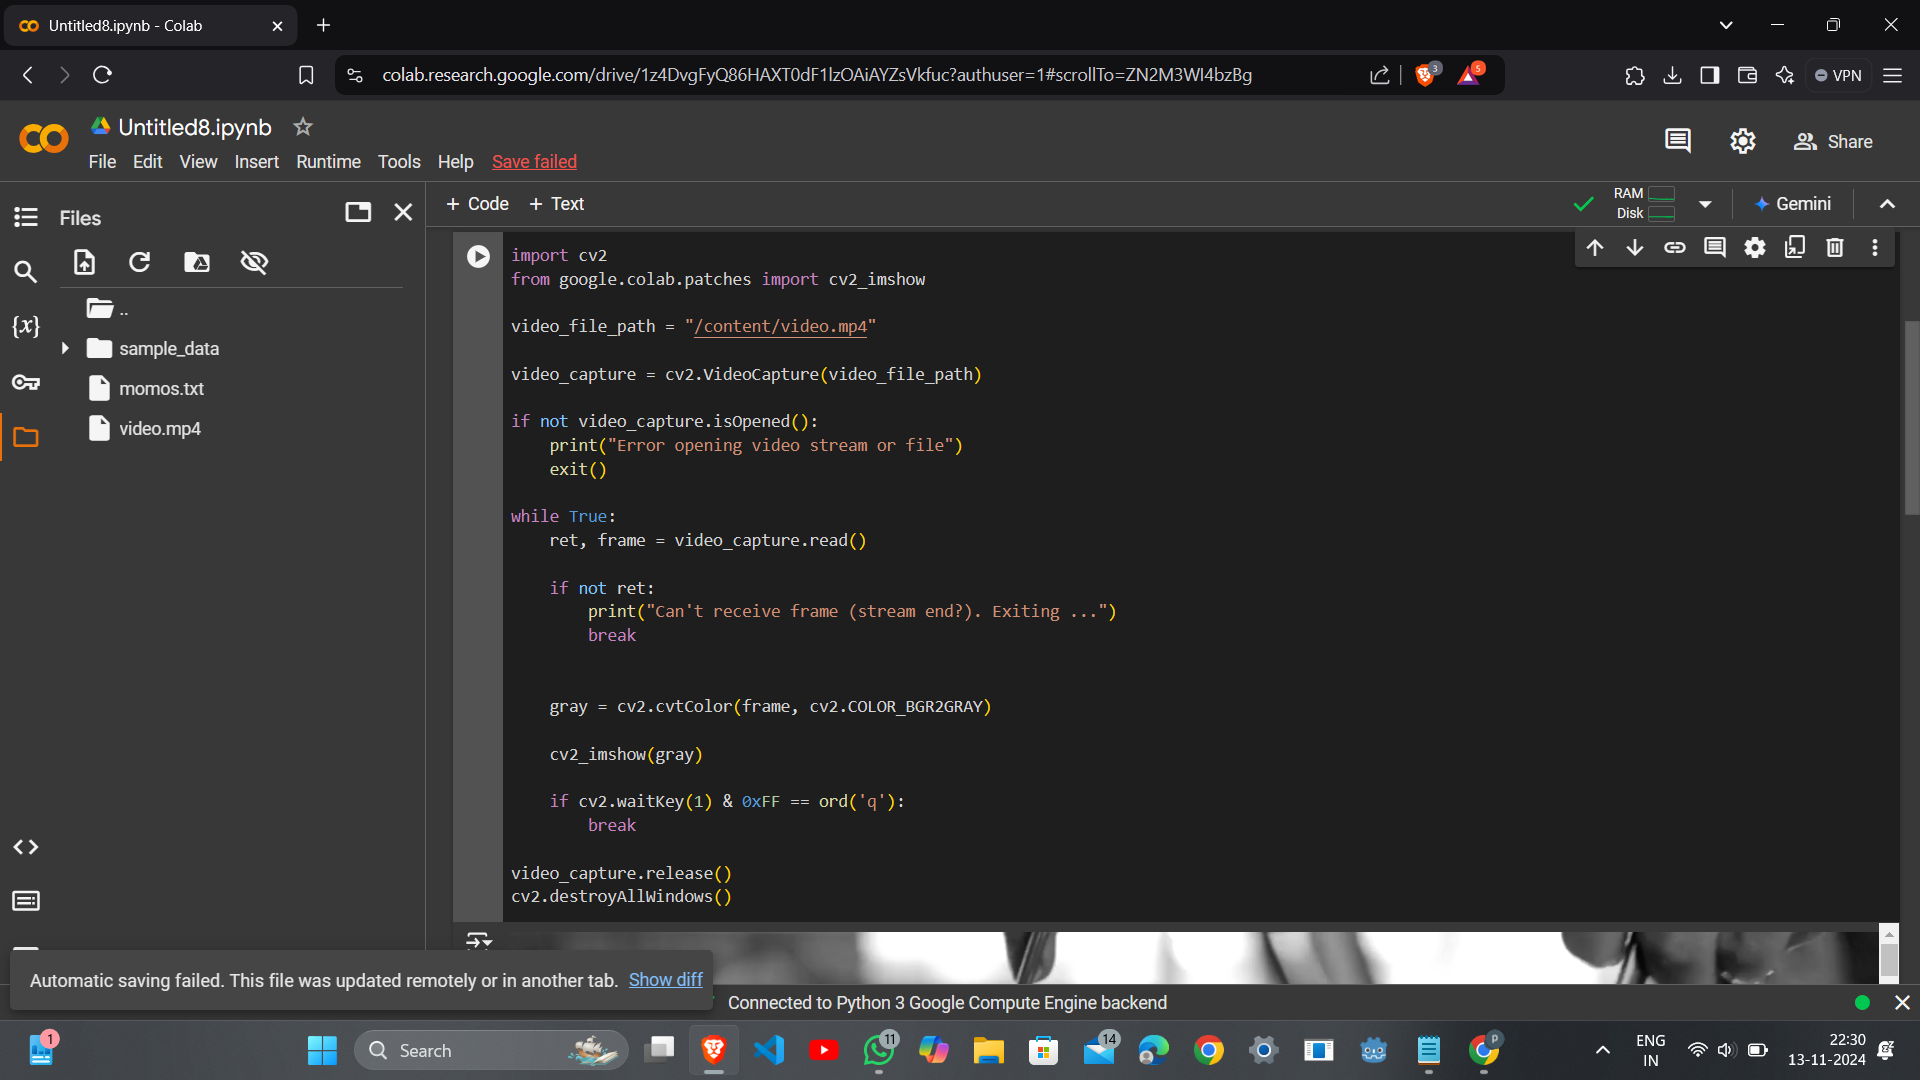 Untitled8.ipynb - Colab
colab.research.google.com/drive/1z4DvgFyQ86HAXT0dF1lzOAiAYZsVkfuc?authuser=1#scrollTo=ZN2M3WI4bzBg
3
5
VPN
Untitled8.ipynb
File Edit View Insert Runtime Tools Help Save failed
Share
Files
+ Code + Text
RAM
Disk
Gemini
..
sample_data
momos.txt
video.mp4
{x}
import cv2
from google.colab.patches import cv2_imshow
video_file_path = "/content/video.mp4"
video_capture = cv2.VideoCapture(video_file_path)
if not video_capture.isOpened():
    print("Error opening video stream or file")
    exit()
while True:
    ret, frame = video_capture.read()
    if not ret:
        print("Can't receive frame (stream end?). Exiting ...")
        break
    gray = cv2.cvtColor(frame, cv2.COLOR_BGR2GRAY)
    cv2_imshow(gray)
    if cv2.waitKey(1) & 0xFF == ord('q'):
        break
video_capture.release()
cv2.destroyAllWindows()
Automatic saving failed. This file was updated remotely or in another tab. Show diff
Connected to Python 3 Google Compute Engine backend
1
Search
11
14
P
ENG
IN
22:30
13-11-2024